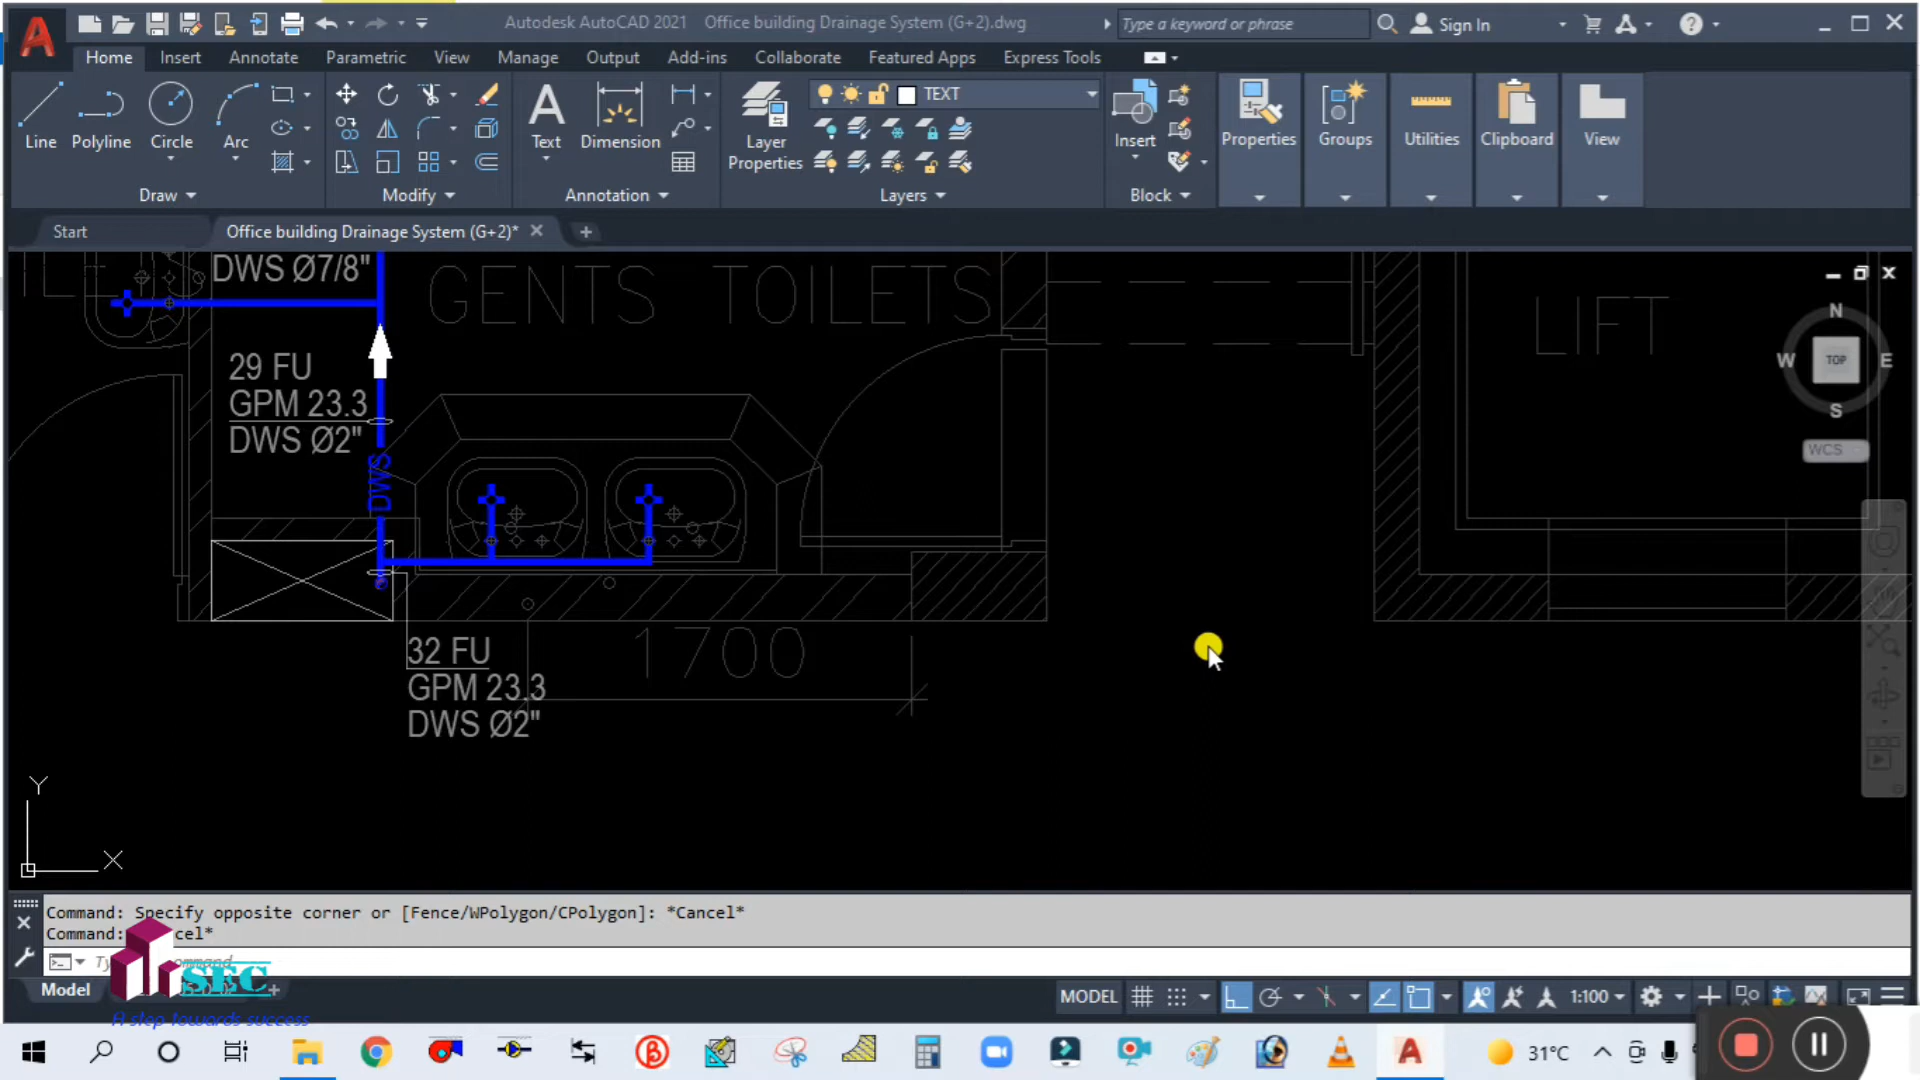 Autodesk AutoCAD 2021 Office building Drainage System (G+2).dwg
Type a keyword or phrase
Sign In
Home Insert Annotate Parametric View Manage Output Add-ins Collaborate Featured Apps Express Tools
TEXT
Line Polyline Circle Arc
Text Dimension
Layer Properties
Insert
Properties Groups Utilities Clipboard View
Draw Modify Annotation Layers Block
Start Office building Drainage System (G+2)*
DWS Ø7/8"
GENTS TOILETS
LIFT
N
W TOP E
S
WCS
29 FU
GPM 23.3
DWS Ø2"
DWS
32 FU
GPM 23.3
DWS Ø2"
1700
Y
X
Command: Specify opposite corner or [Fence/WPolygon/CPolygon]: *Cancel*
Command:
SEC
Model
MODEL 1:100
A step towards success
31°C